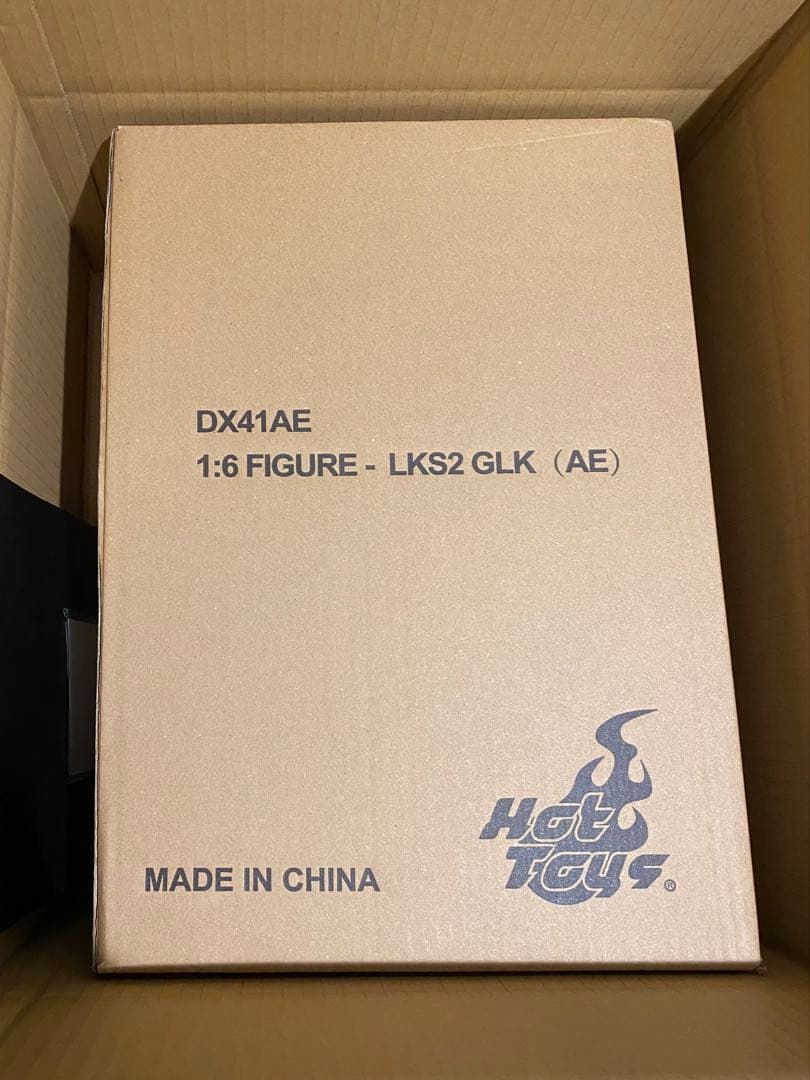 DX41AE
1:6 FIGURE - LKS2 GLK（AE）
Hot
Toys®
MADE IN CHINA